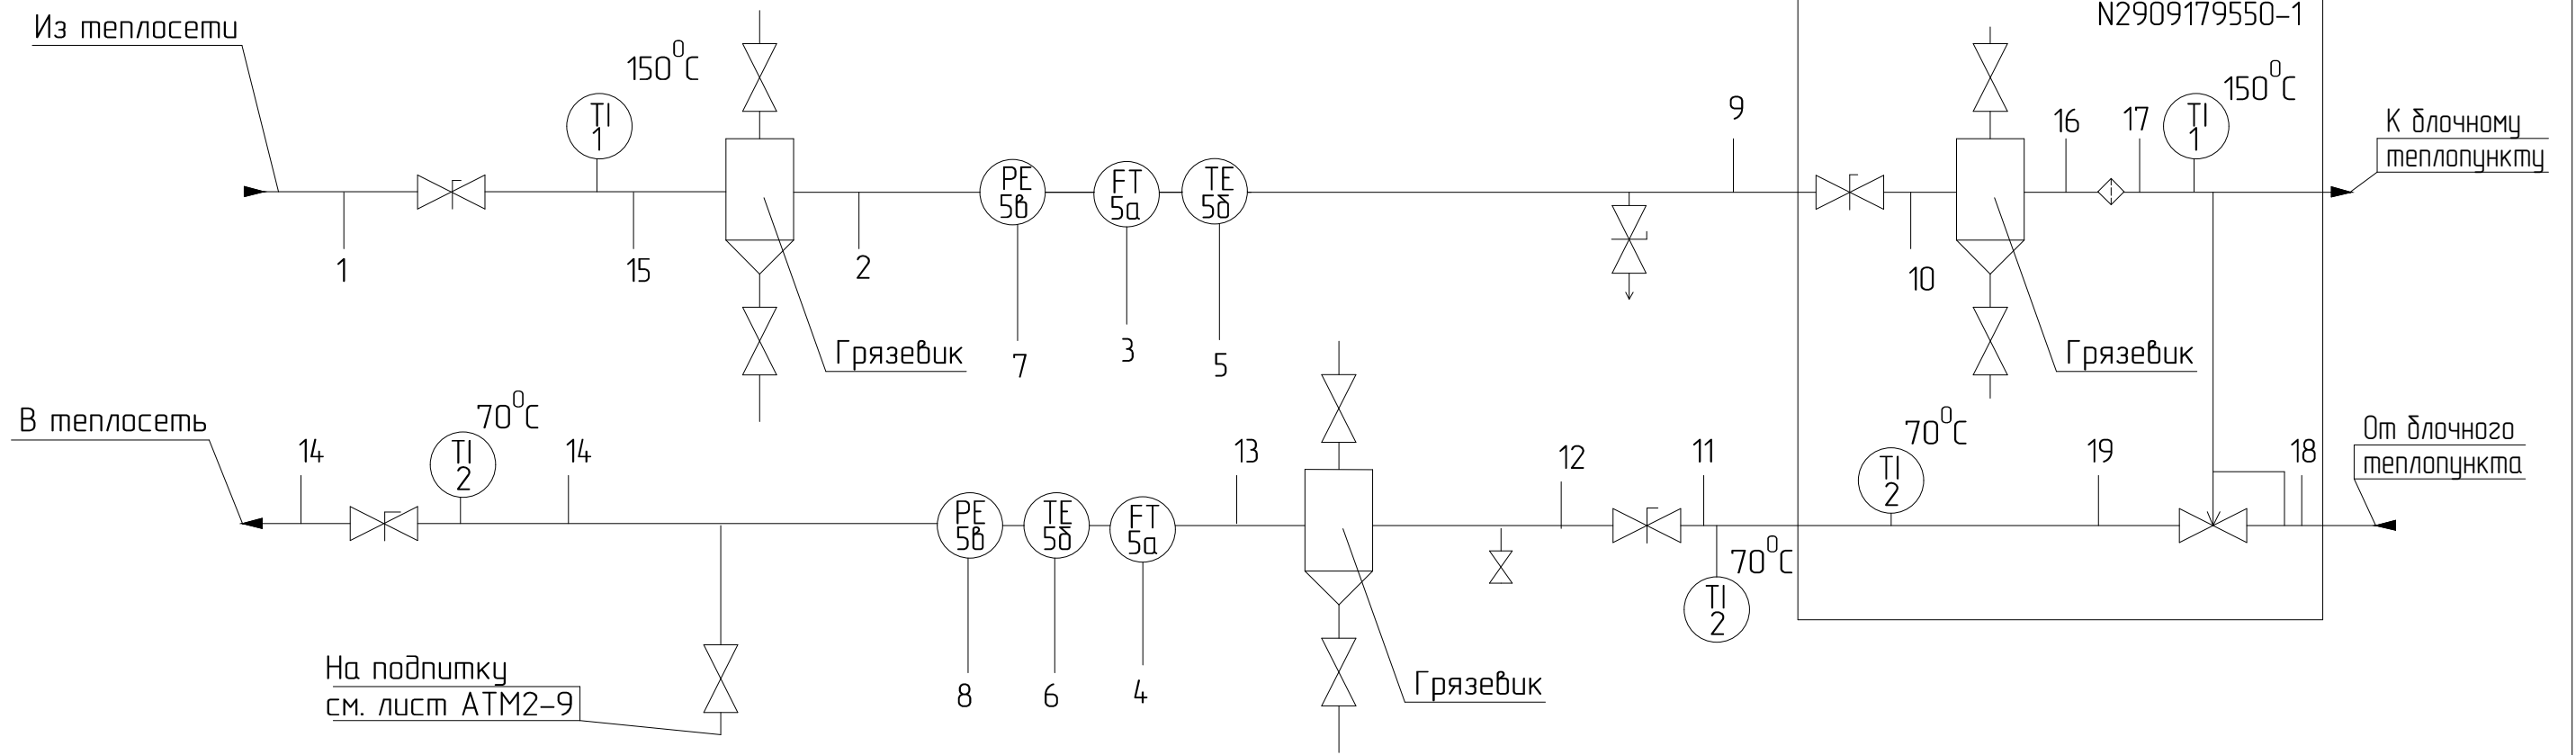 Из теплосети
150°С
TI
1
N2909179550-1
150°С
9
16
17
TI
1
К блочному
теплопункту
PE
5в
FT
5а
TE
5б
1
15
2
10
7
3
5
Грязевик
Грязевик
В теплосеть
70°С
14
TI
2
14
13
12
11
70°С
TI
2
19
18
От блочного
теплопункта
PE
5в
TE
5б
FT
5а
70°С
TI
2
На подпитку
см. лист АТМ2-9
8
6
4
Грязевик